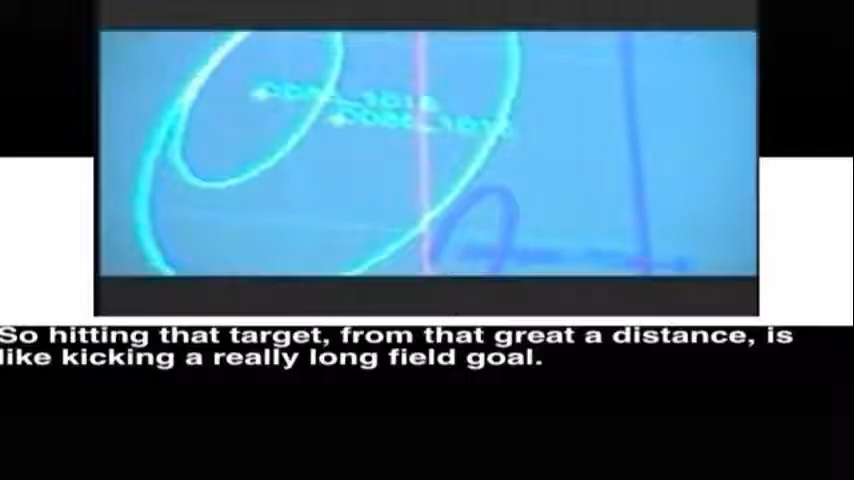 So hitting that target, from that great a distance, is
like kicking a really long field goal.